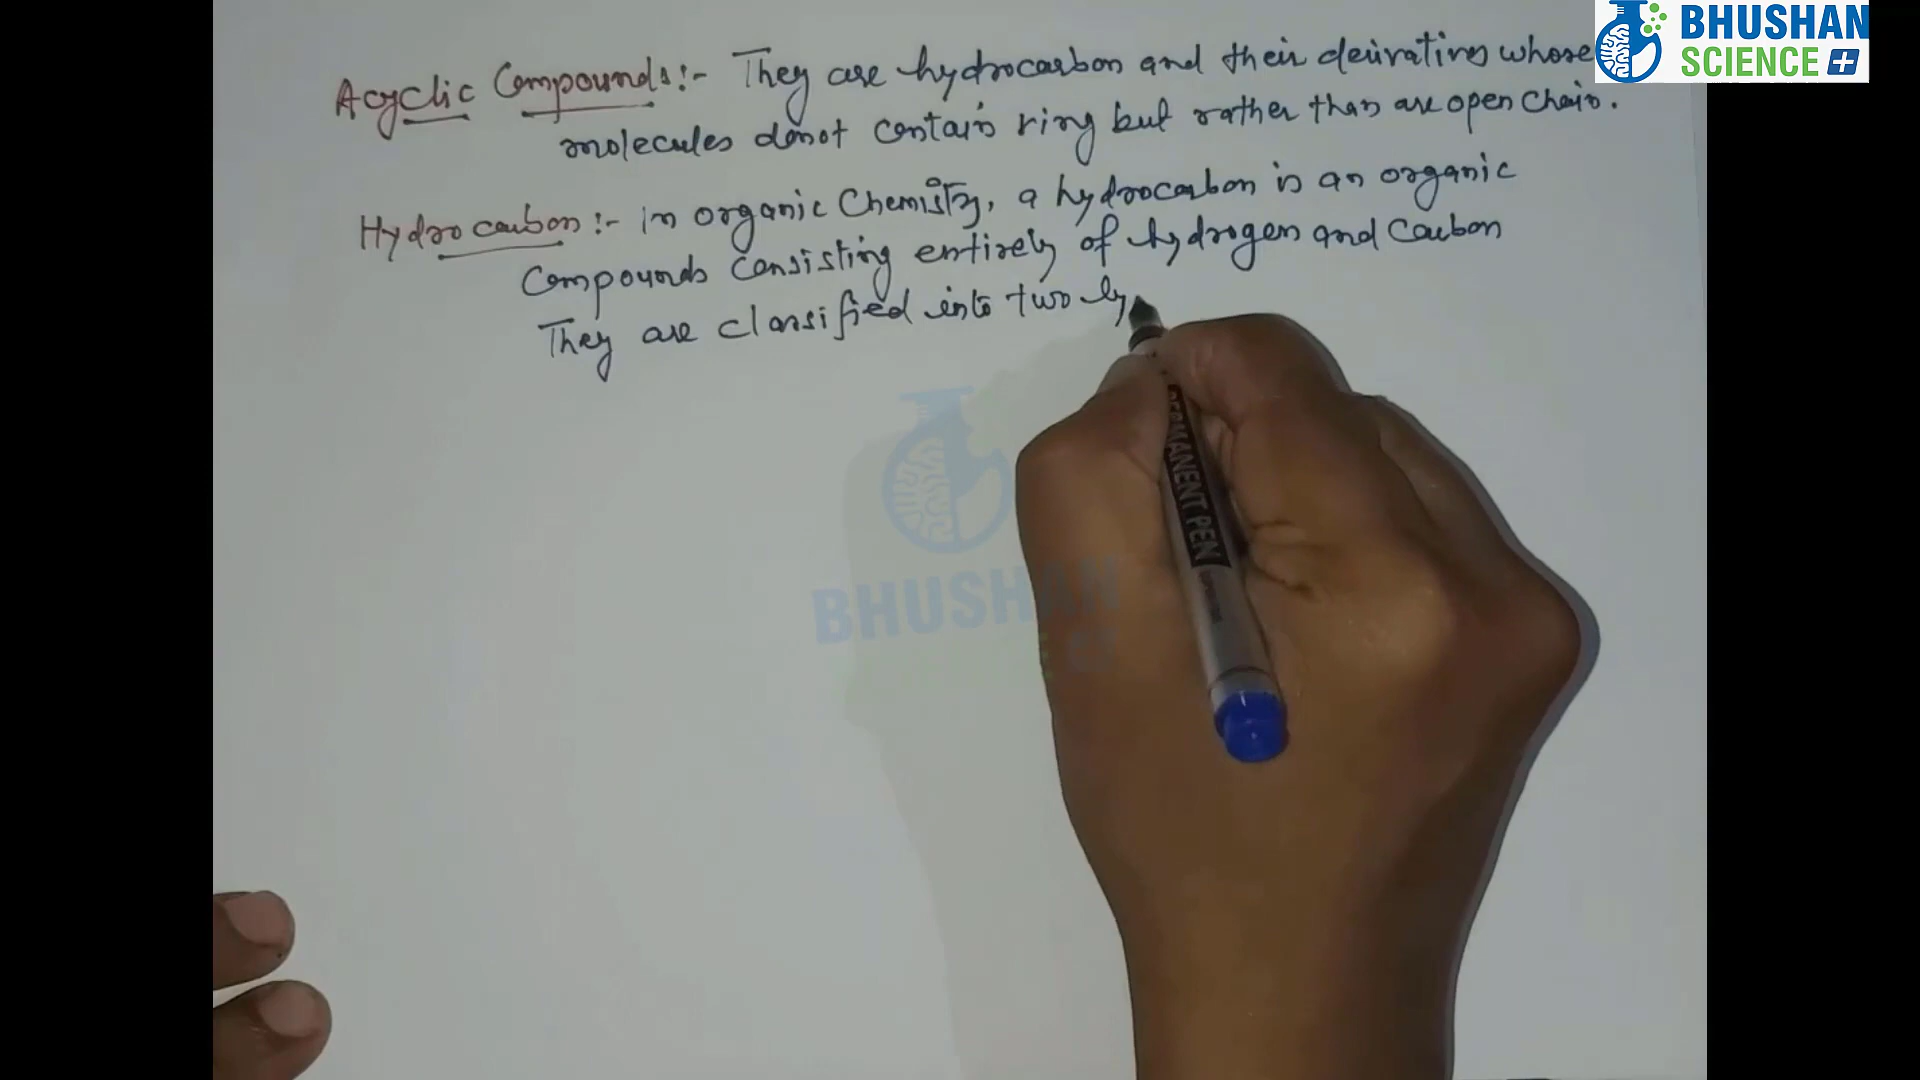 BHUSHAN
SCIENCE +
Acyclic Compounds:- They are hydrocarbon and their derivatives whose
molecules donot contain ring but rather than are open chain.
Hydrocarbon:- In organic Chemistry, a hydrocarbon is an organic
Compounds consisting entirely of hydrogen and Carbon
They are classified into two ty
PERMANENT PEN
BHUSHAN